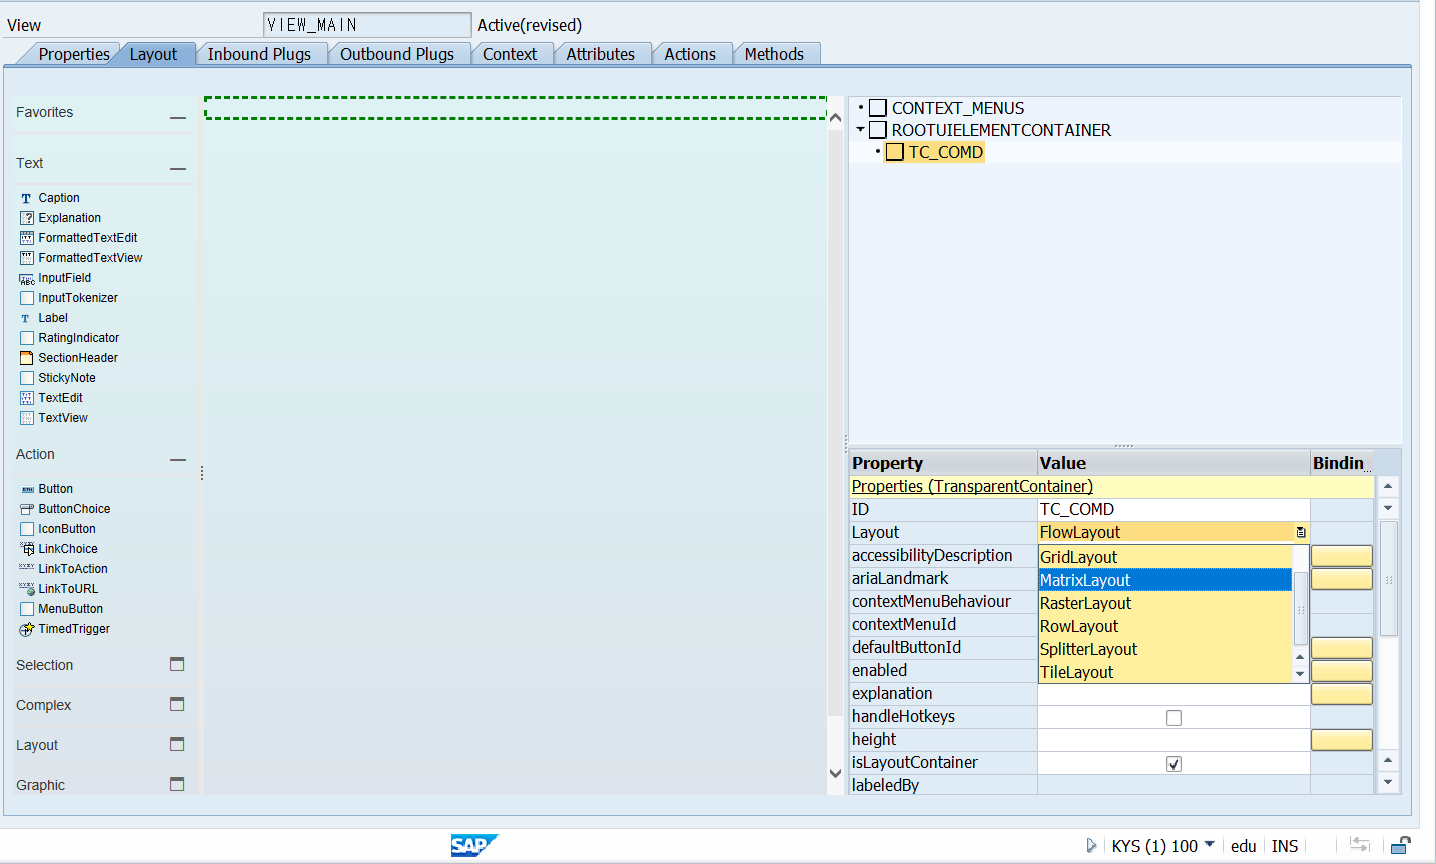 View VIEW_MAIN Active(revised)
Properties Layout Inbound Plugs Outbound Plugs Context Attributes Actions Methods
Favorites
Text
Caption
Explanation
FormattedTextEdit
FormattedTextView
InputField
InputTokenizer
Label
RatingIndicator
SectionHeader
StickyNote
TextEdit
TextView
Action
Button
ButtonChoice
IconButton
LinkChoice
LinkToAction
LinkToURL
MenuButton
TimedTrigger
Selection
Complex
Layout
Graphic
CONTEXT_MENUS
ROOTUIELEMENTCONTAINER
TC_COMD
Property Value Bindin...
Properties (TransparentContainer)
ID TC_COMD
Layout FlowLayout
accessibilityDescription GridLayout
ariaLandmark MatrixLayout
contextMenuBehaviour RasterLayout
contextMenuId RowLayout
defaultButtonId SplitterLayout
enabled TileLayout
explanation
handleHotkeys
height
isLayoutContainer
labeledBy
SAP KYS (1) 100 edu INS